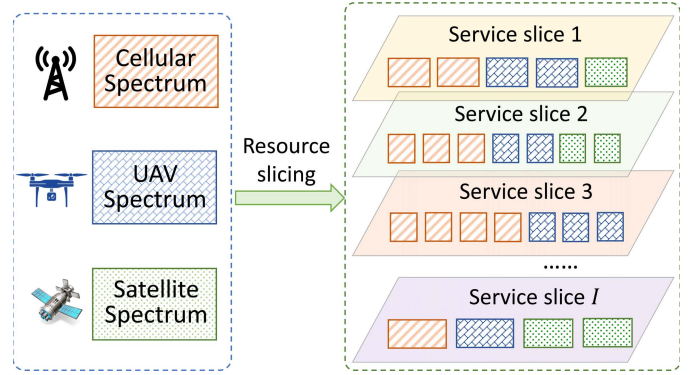 Cellular
Spectrum
UAV
Spectrum
Satellite
Spectrum
Resource
slicing
Service slice 1
Service slice 2
Service slice 3
......
Service slice I